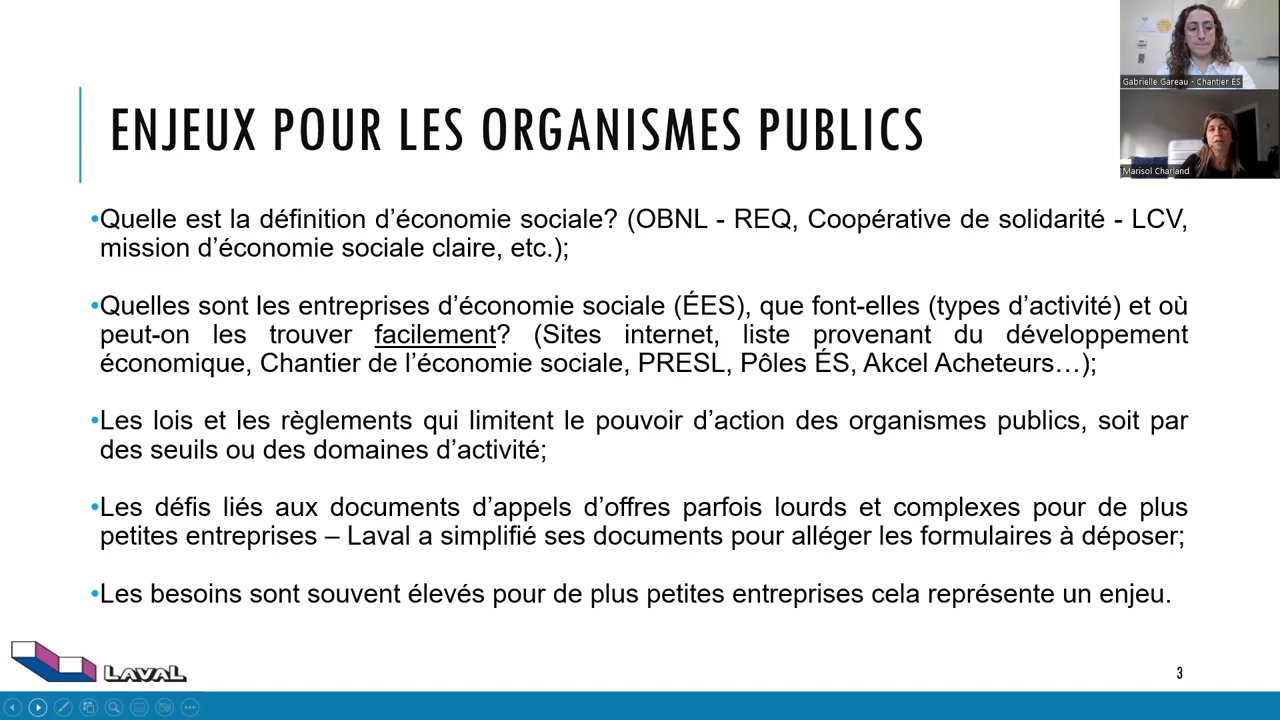 ENJEUX POUR LES ORGANISMES PUBLICS
Gabrielle Gareau - Chantier ÉS
Marisol Charland
•Quelle est la définition d’économie sociale? (OBNL - REQ, Coopérative de solidarité - LCV,
mission d’économie sociale claire, etc.);
•Quelles sont les entreprises d’économie sociale (ÉES), que font-elles (types d’activité) et où
peut-on les trouver facilement? (Sites internet, liste provenant du développement
économique, Chantier de l’économie sociale, PRESL, Pôles ÉS, Akcel Acheteurs…);
•Les lois et les règlements qui limitent le pouvoir d’action des organismes publics, soit par
des seuils ou des domaines d’activité;
•Les défis liés aux documents d’appels d’offres parfois lourds et complexes pour de plus
petites entreprises – Laval a simplifié ses documents pour alléger les formulaires à déposer;
•Les besoins sont souvent élevés pour de plus petites entreprises cela représente un enjeu.
LAVAL
3